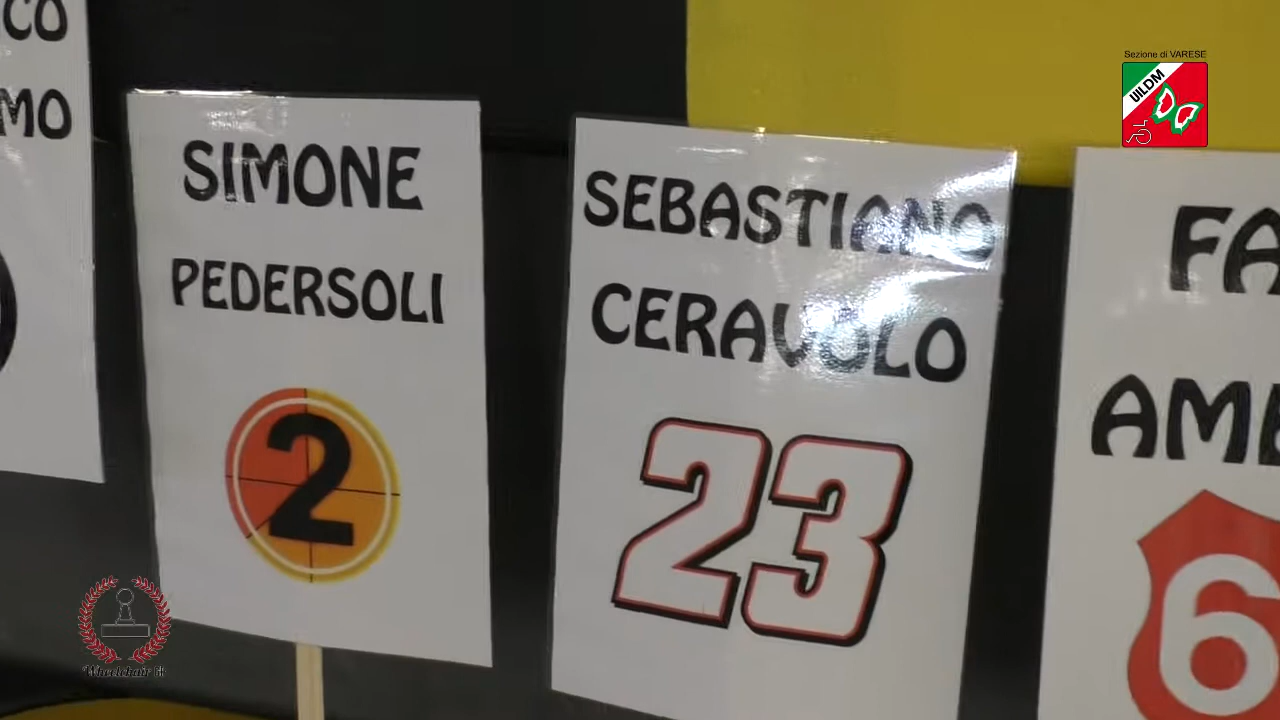 CO
MO
SIMONE
PEDERSOLI
2
SEBASTIANO
CERAVOLO
23
FA
AM
6
Sezione di VARESE
UILDM